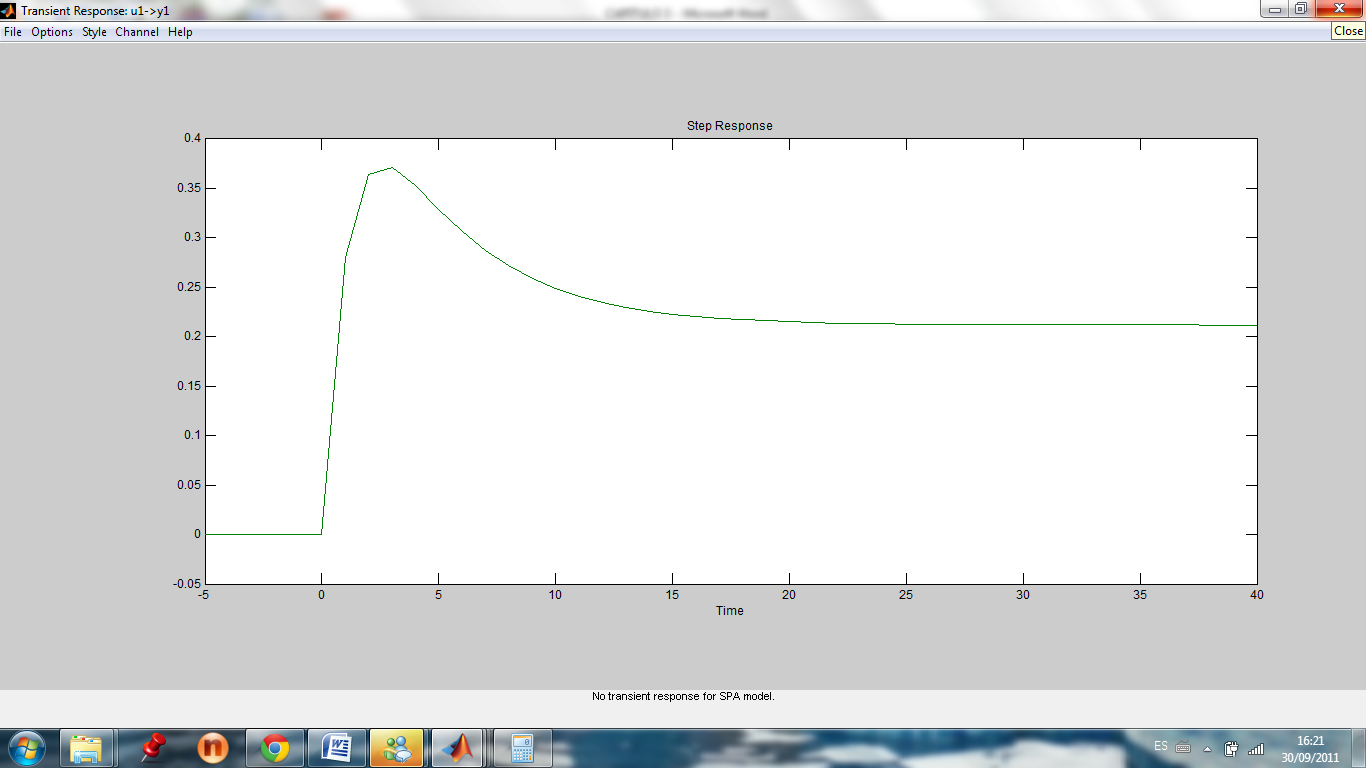 Transient Response: u1->y1
File Options Style Channel Help
Close
Step Response
0.4
0.35
0.3
0.25
0.2
0.15
0.1
0.05
0
-0.05
-5 0 5 10 15 20 25 30 35 40
Time
No transient response for SPA model.
ES
16:21
30/09/2011